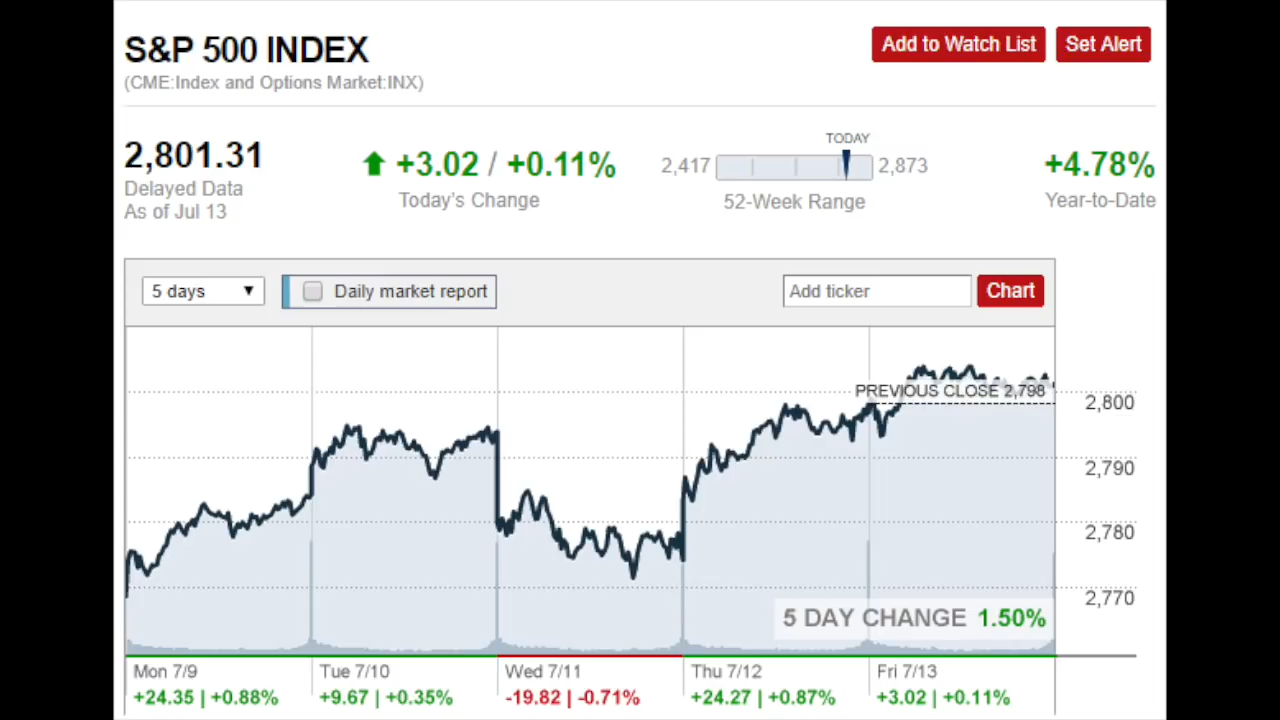 S&P 500 INDEX
Add to Watch List
Set Alert
(CME:Index and Options Market:INX)
2,801.31
Delayed Data
As of Jul 13
+3.02 / +0.11%
Today's Change
TODAY
2,417
2,873
52-Week Range
+4.78%
Year-to-Date
5 days
Daily market report
Add ticker
Chart
PREVIOUS CLOSE 2,798
2,800
2,790
2,780
2,770
5 DAY CHANGE 1.50%
Mon 7/9
+24.35 | +0.88%
Tue 7/10
+9.67 | +0.35%
Wed 7/11
-19.82 | -0.71%
Thu 7/12
+24.27 | +0.87%
Fri 7/13
+3.02 | +0.11%